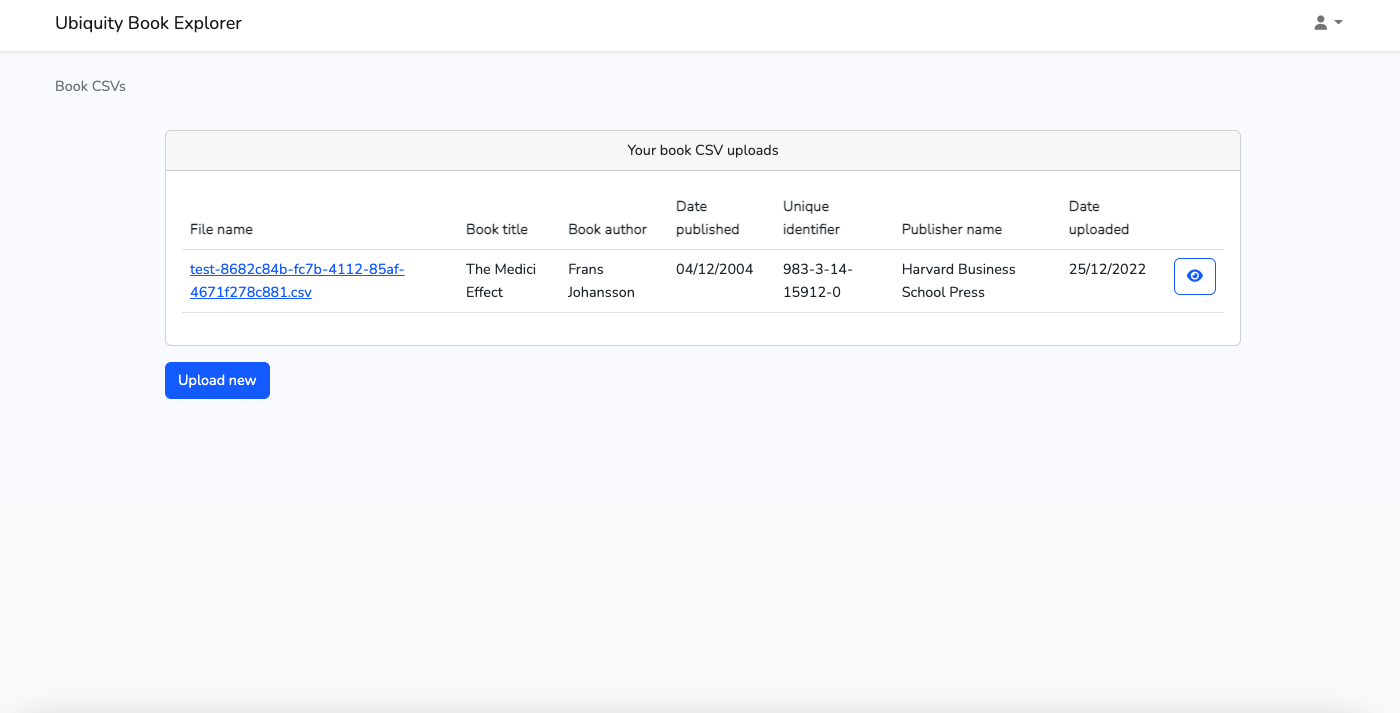 Ubiquity Book Explorer
Book CSVs
Your book CSV uploads
File name
Book title
Book author
Date
published
Unique
identifier
Publisher name
Date
uploaded
test-8682c84b-fc7b-4112-85af-
4671f278c881.csv
The Medici
Effect
Frans
Johansson
04/12/2004
983-3-14-
15912-0
Harvard Business
School Press
25/12/2022
Upload new